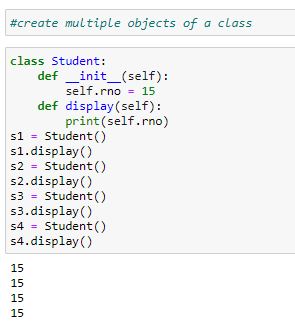 #create multiple objects of a class
class Student:
    def __init__(self):
        self.rno = 15
    def display(self):
        print(self.rno)
s1 = Student()
s1.display()
s2 = Student()
s2.display()
s3 = Student()
s3.display()
s4 = Student()
s4.display()
15
15
15
15